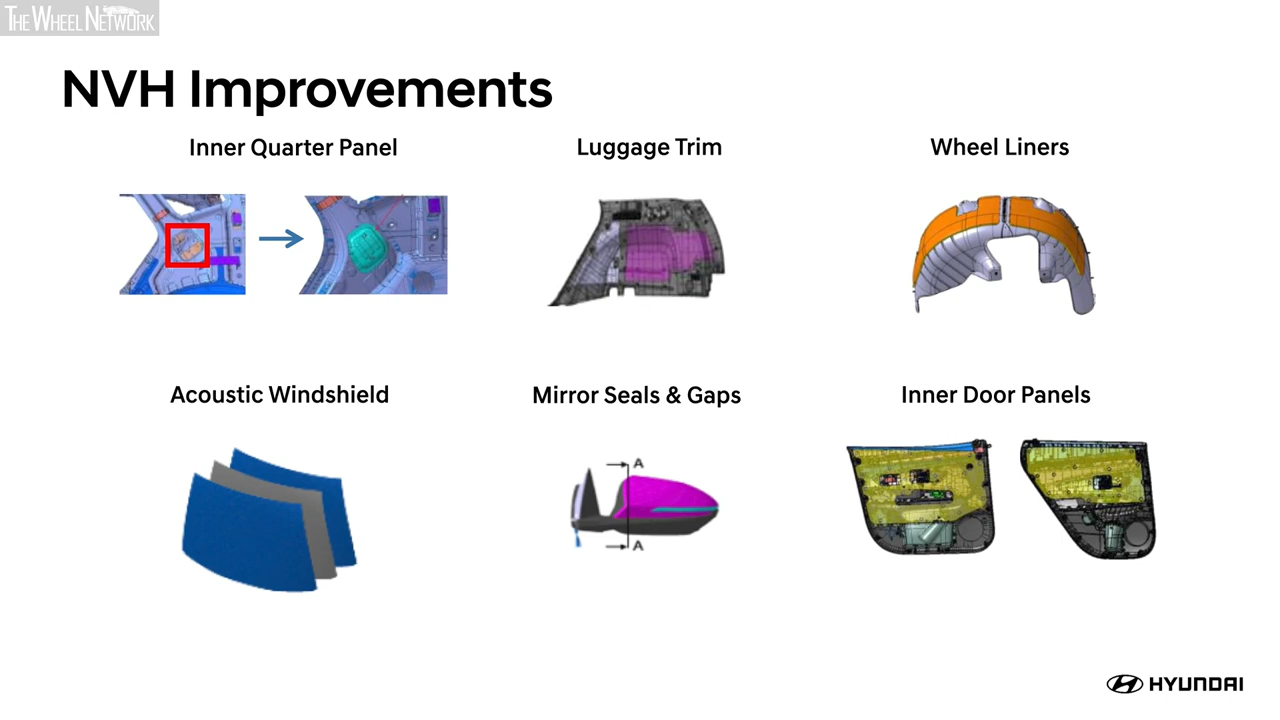 THE WHEEL NETWORK
NVH Improvements
Inner Quarter Panel
Luggage Trim
Wheel Liners
Acoustic Windshield
Mirror Seals & Gaps
Inner Door Panels
A
A
HYUNDAI